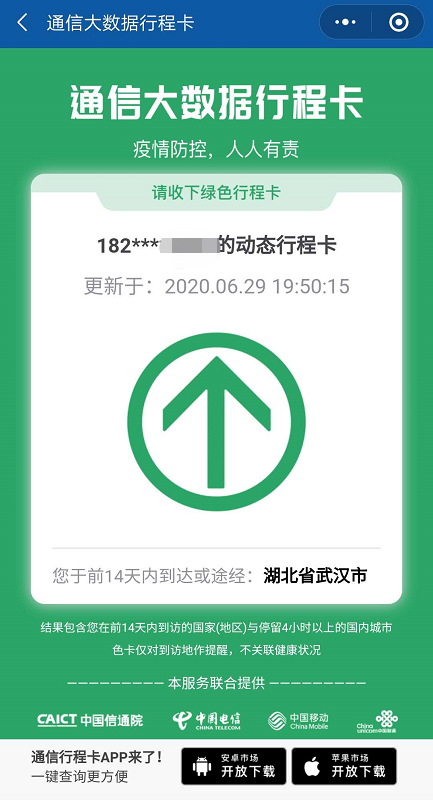 通信大数据行程卡
通信大数据行程卡
疫情防控，人人有责
请收下绿色行程卡
182***的动态行程卡
更新于：2020.06.29 19:50:15
您于前14天内到达或途经：湖北省武汉市
结果包含您在前14天内到访的国家(地区)与停留4小时以上的国内城市
色卡仅对到访地作提醒，不关联健康状况
本服务联合提供
CAICT 中国信通院
中国电信
CHINA TELECOM
中国移动
China Mobile
China
unicom中国联通
通信行程卡APP来了！
一键查询更方便
安卓市场
开放下载
苹果市场
开放下载